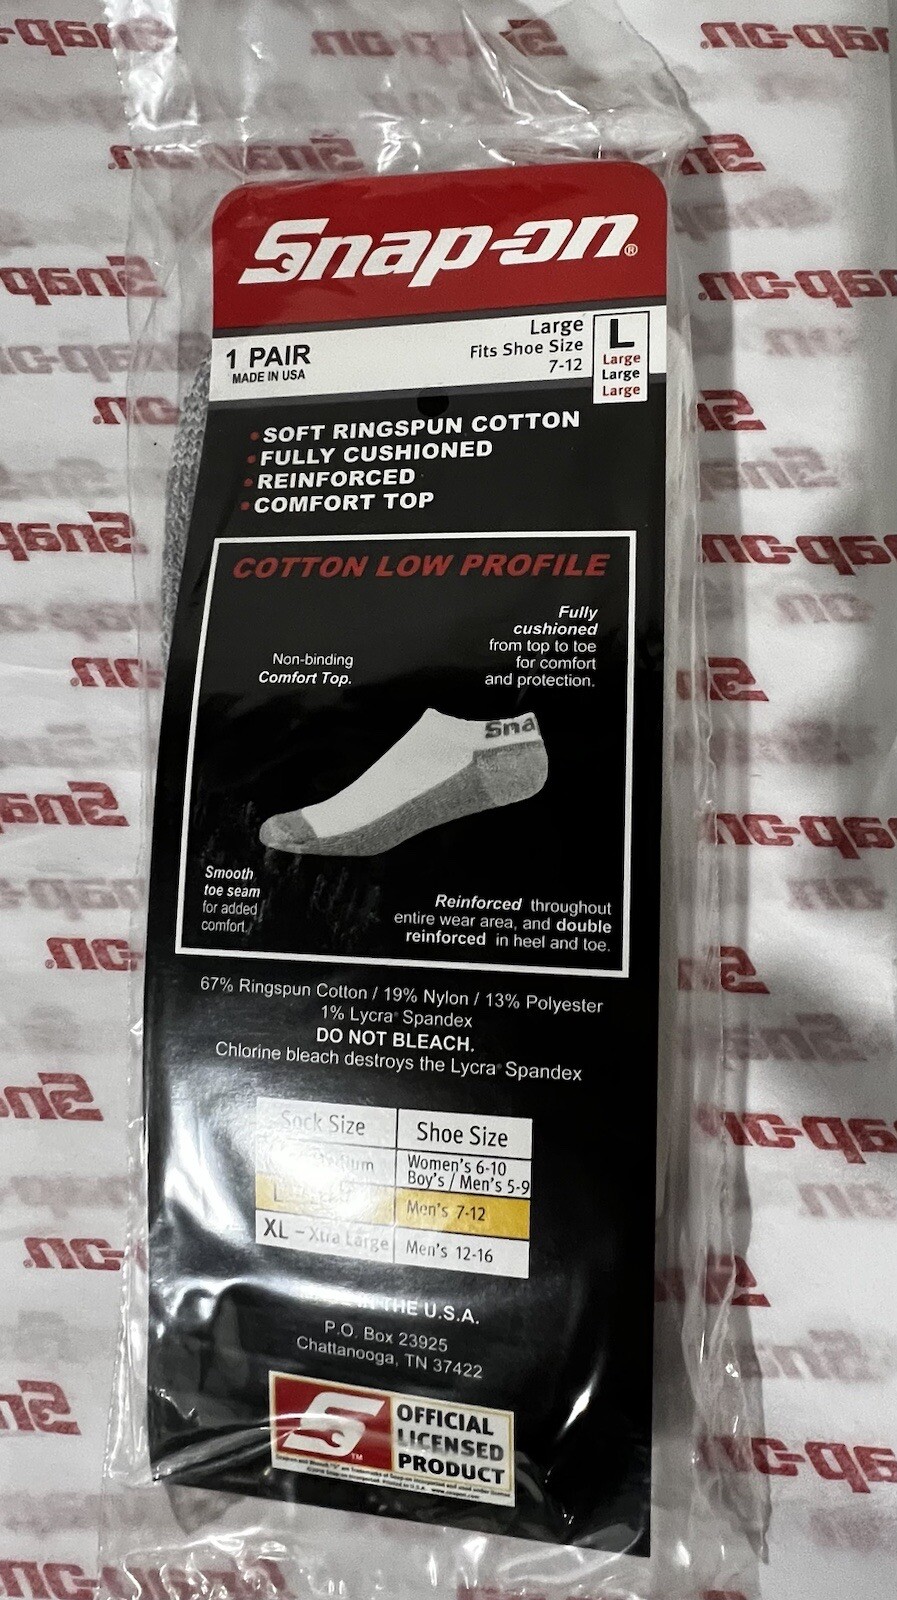 Snap-on®
1 PAIR
MADE IN USA
Large
Fits Shoe Size
7-12
L
Large
Large
Large
• SOFT RINGSPUN COTTON
• FULLY CUSHIONED
• REINFORCED
• COMFORT TOP
COTTON LOW PROFILE
Fully
cushioned
from top to toe
for comfort
and protection.
Non-binding
Comfort Top.
Sna
Smooth
toe seam
for added
comfort.
Reinforced throughout
entire wear area, and double
reinforced in heel and toe.
67% Ringspun Cotton / 19% Nylon / 13% Polyester
1% Lycra® Spandex
DO NOT BLEACH.
Chlorine bleach destroys the Lycra® Spandex
Sock Size
Shoe Size
Women's 6-10
Boy's / Men's 5-9
Men's 7-12
XL – Xtra Large
Men's 12-16
THE U.S.A.
P.O. Box 23925
Chattanooga, TN 37422
S™
OFFICIAL
LICENSED
PRODUCT